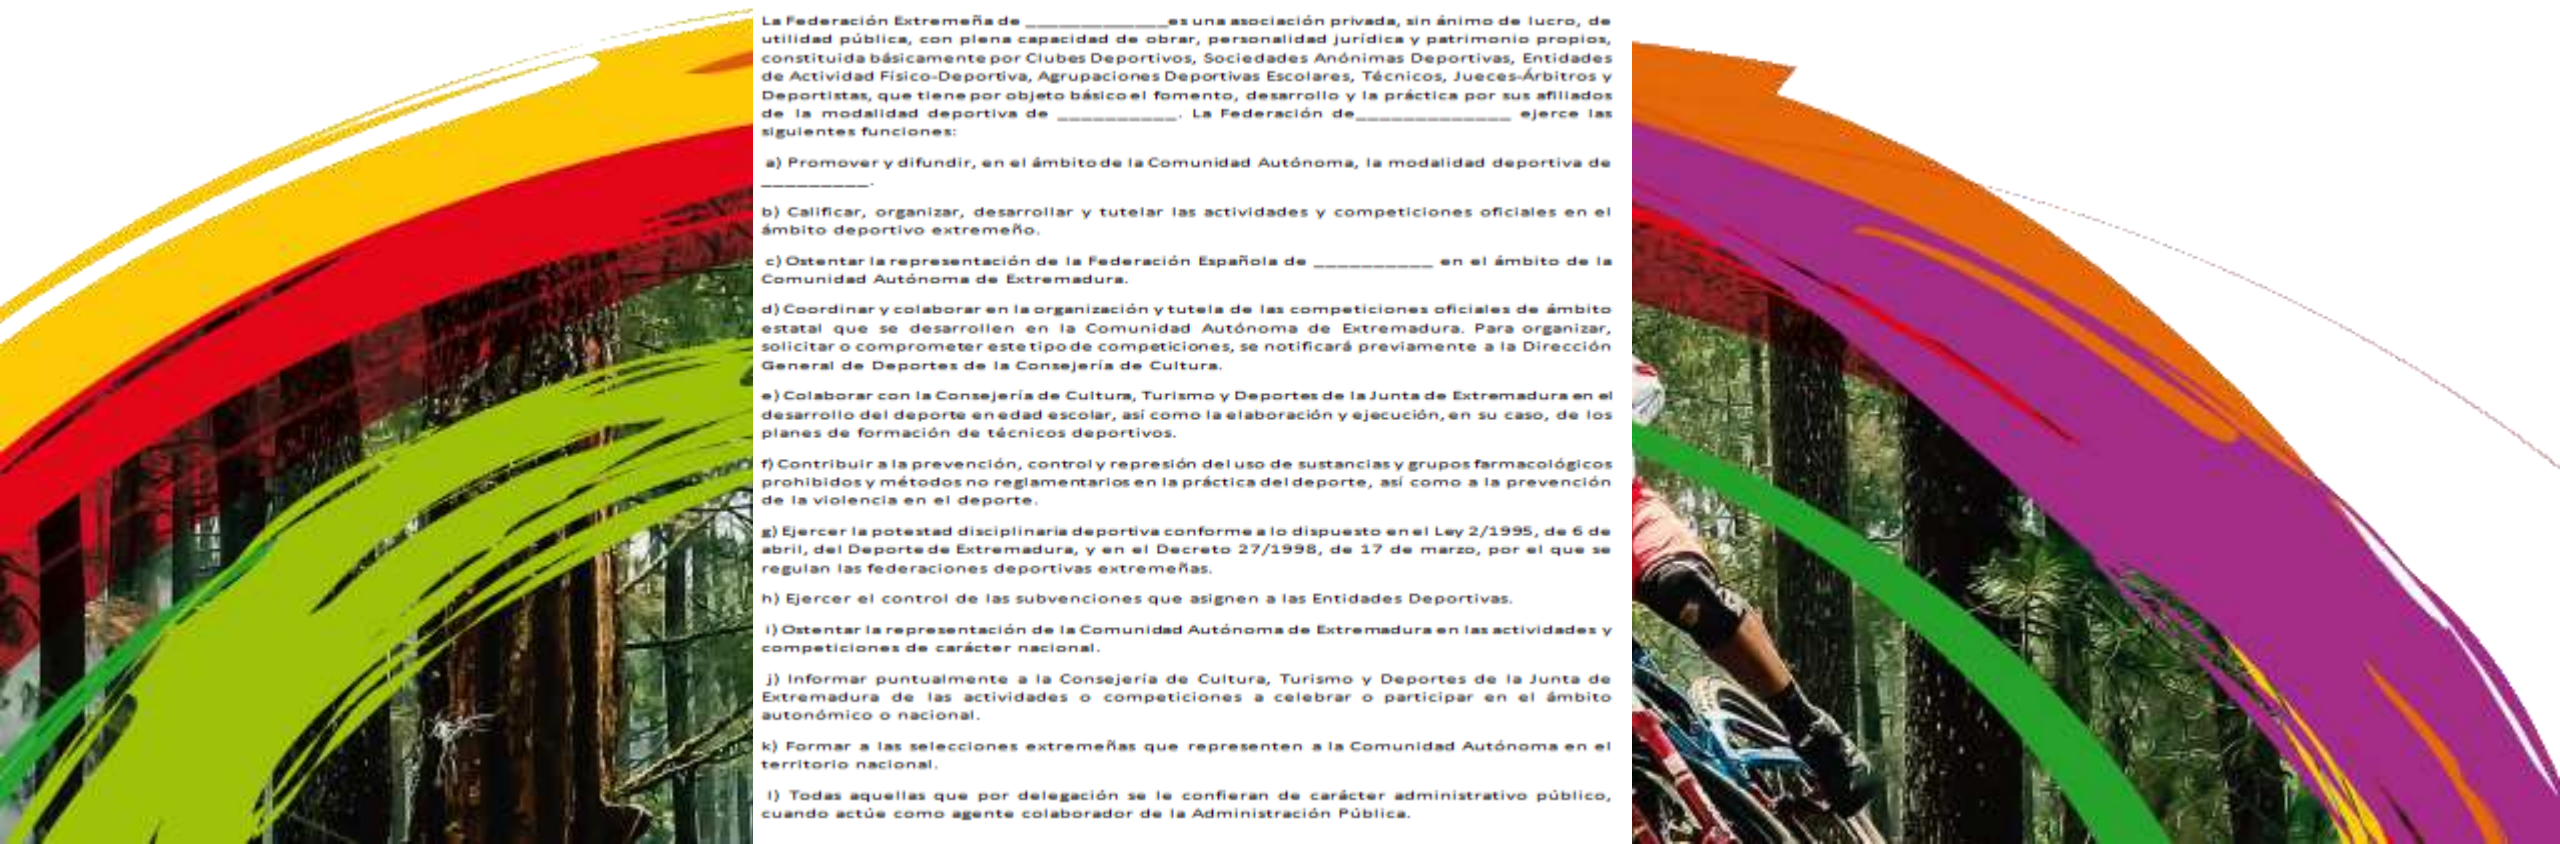 La Federación Extremeña de ______________es una asociación privada, sin ánimo de lucro, de
utilidad pública, con plena capacidad de obrar, personalidad jurídica y patrimonio propios,
constituida básicamente por Clubes Deportivos, Sociedades Anónimas Deportivas, Entidades
de Actividad Físico-Deportiva, Agrupaciones Deportivas Escolares, Técnicos, Jueces-Árbitros y
Deportistas, que tiene por objeto básico el fomento, desarrollo y la práctica por sus afiliados
de la modalidad deportiva de __________. La Federación de_____________ ejerce las
siguientes funciones:
a) Promover y difundir, en el ámbito de la Comunidad Autónoma, la modalidad deportiva de
_________.
b) Calificar, organizar, desarrollar y tutelar las actividades y competiciones oficiales en el
ámbito deportivo extremeño.
c) Ostentar la representación de la Federación Española de __________ en el ámbito de la
Comunidad Autónoma de Extremadura.
d) Coordinar y colaborar en la organización y tutela de las competiciones oficiales de ámbito
estatal que se desarrollen en la Comunidad Autónoma de Extremadura. Para organizar,
solicitar o comprometer este tipo de competiciones, se notificará previamente a la Dirección
General de Deportes de la Consejería de Cultura.
e) Colaborar con la Consejería de Cultura, Turismo y Deportes de la Junta de Extremadura en el
desarrollo del deporte en edad escolar, así como la elaboración y ejecución, en su caso, de los
planes de formación de técnicos deportivos.
f) Contribuir a la prevención, control y represión del uso de sustancias y grupos farmacológicos
prohibidos y métodos no reglamentarios en la práctica del deporte, así como a la prevención
de la violencia en el deporte.
g) Ejercer la potestad disciplinaria deportiva conforme a lo dispuesto en el Ley 2/1995, de 6 de
abril, del Deporte de Extremadura, y en el Decreto 27/1998, de 17 de marzo, por el que se
regulan las federaciones deportivas extremeñas.
h) Ejercer el control de las subvenciones que asignen a las Entidades Deportivas.
i) Ostentar la representación de la Comunidad Autónoma de Extremadura en las actividades y
competiciones de carácter nacional.
j) Informar puntualmente a la Consejería de Cultura, Turismo y Deportes de la Junta de
Extremadura de las actividades o competiciones a celebrar o participar en el ámbito
autonómico o nacional.
k) Formar a las selecciones extremeñas que representen a la Comunidad Autónoma en el
territorio nacional.
l) Todas aquellas que por delegación se le confieran de carácter administrativo público,
cuando actúe como agente colaborador de la Administración Pública.